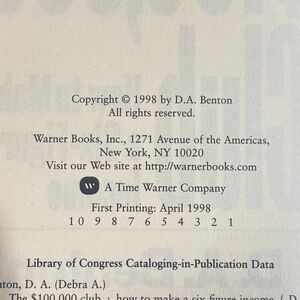 Copyright © 1998 by D.A. Benton
All rights reserved.
Warner Books, Inc., 1271 Avenue of the Americas,
New York, NY 10020
Visit our Web site at http://warnerbooks.com
A Time Warner Company
First Printing: April 1998
10 9 8 7 6 5 4 3 2 1
Library of Congress Cataloging-in-Publication Data
nton, D. A. (Debra A.)
The $100,000 club : how to make a six-figure income / D